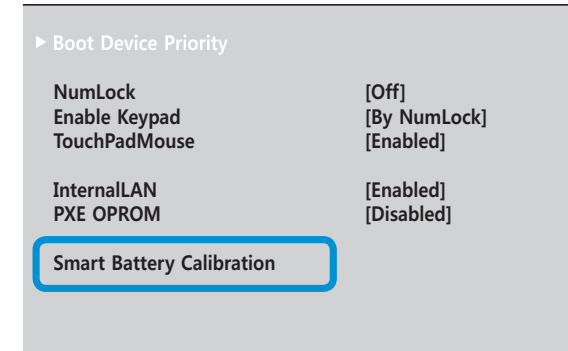 Boot Device Priority
NumLock [Off]
Enable Keypad [By NumLock]
TouchPadMouse [Enabled]
InternalLAN [Enabled]
PXE OPROM [Disabled]
Smart Battery Calibration